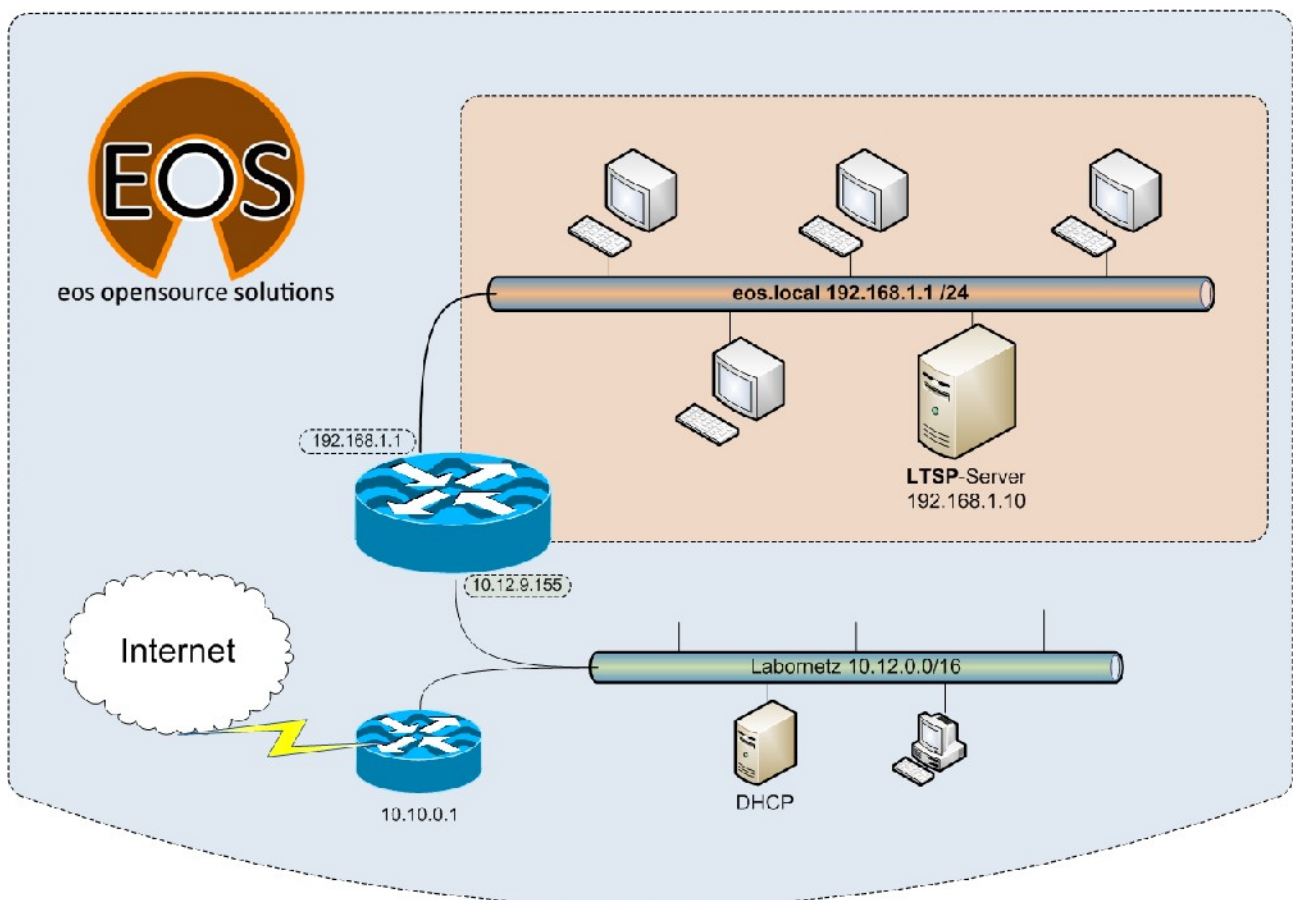 EOS
eos opensource solutions
eos.local 192.168.1.1 /24
192.168.1.1
LTSP-Server
192.168.1.10
10.12.9.155
Internet
Labornetz 10.12.0.0/16
10.10.0.1
DHCP